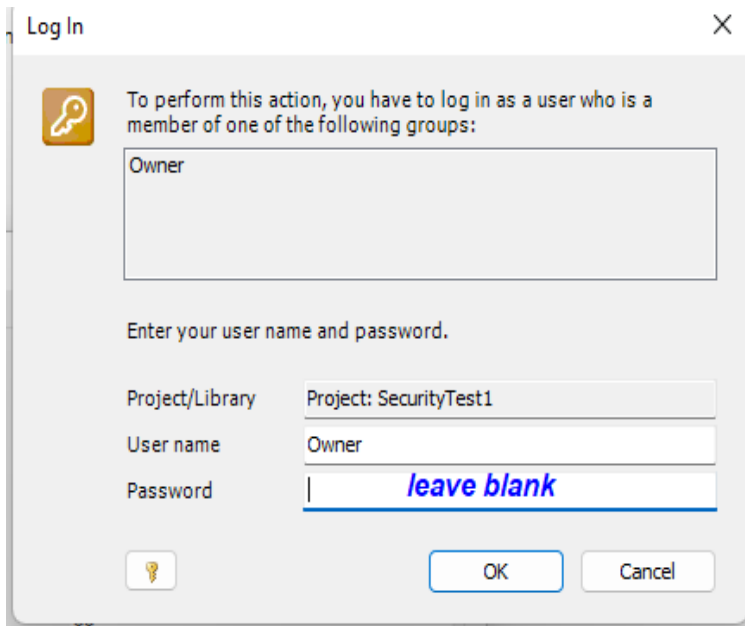 Log In
To perform this action, you have to log in as a user who is a
member of one of the following groups:
Owner
Enter your user name and password.
Project/Library Project: SecurityTest1
User name Owner
Password leave blank
OK Cancel